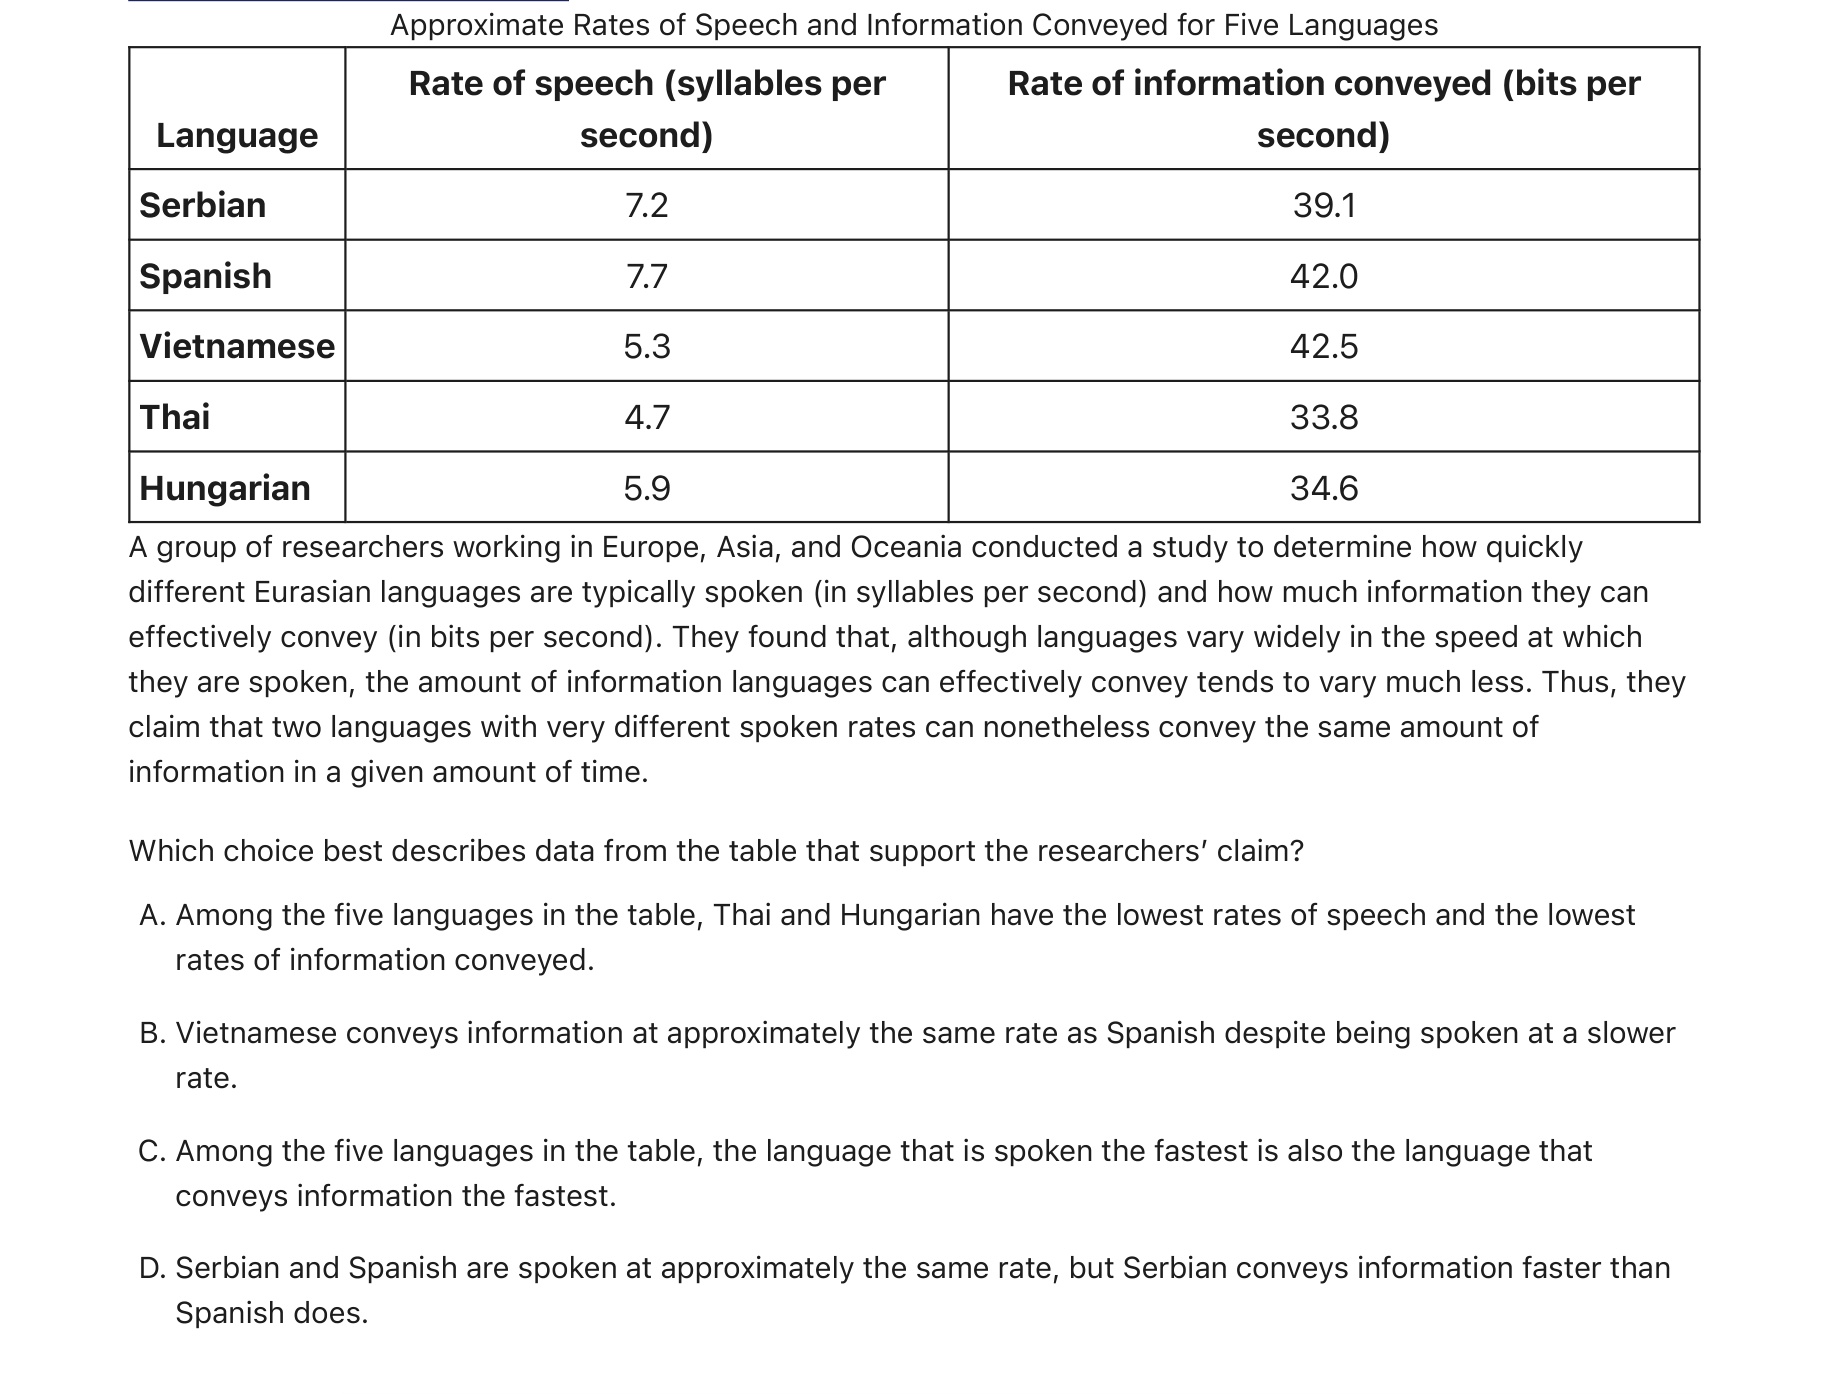 Approximate Rates of Speech and Information Conveyed for Five Languages
Language
Rate of speech (syllables per
second)
Rate of information conveyed (bits per
second)
Serbian 7.2 39.1
Spanish 7.7 42.0
Vietnamese 5.3 42.5
Thai 4.7 33.8
Hungarian 5.9 34.6
A group of researchers working in Europe, Asia, and Oceania conducted a study to determine how quickly
different Eurasian languages are typically spoken (in syllables per second) and how much information they can
effectively convey (in bits per second). They found that, although languages vary widely in the speed at which
they are spoken, the amount of information languages can effectively convey tends to vary much less. Thus, they
claim that two languages with very different spoken rates can nonetheless convey the same amount of
information in a given amount of time.
Which choice best describes data from the table that support the researchers’ claim?
A. Among the five languages in the table, Thai and Hungarian have the lowest rates of speech and the lowest
rates of information conveyed.
B. Vietnamese conveys information at approximately the same rate as Spanish despite being spoken at a slower
rate.
C. Among the five languages in the table, the language that is spoken the fastest is also the language that
conveys information the fastest.
D. Serbian and Spanish are spoken at approximately the same rate, but Serbian conveys information faster than
Spanish does.